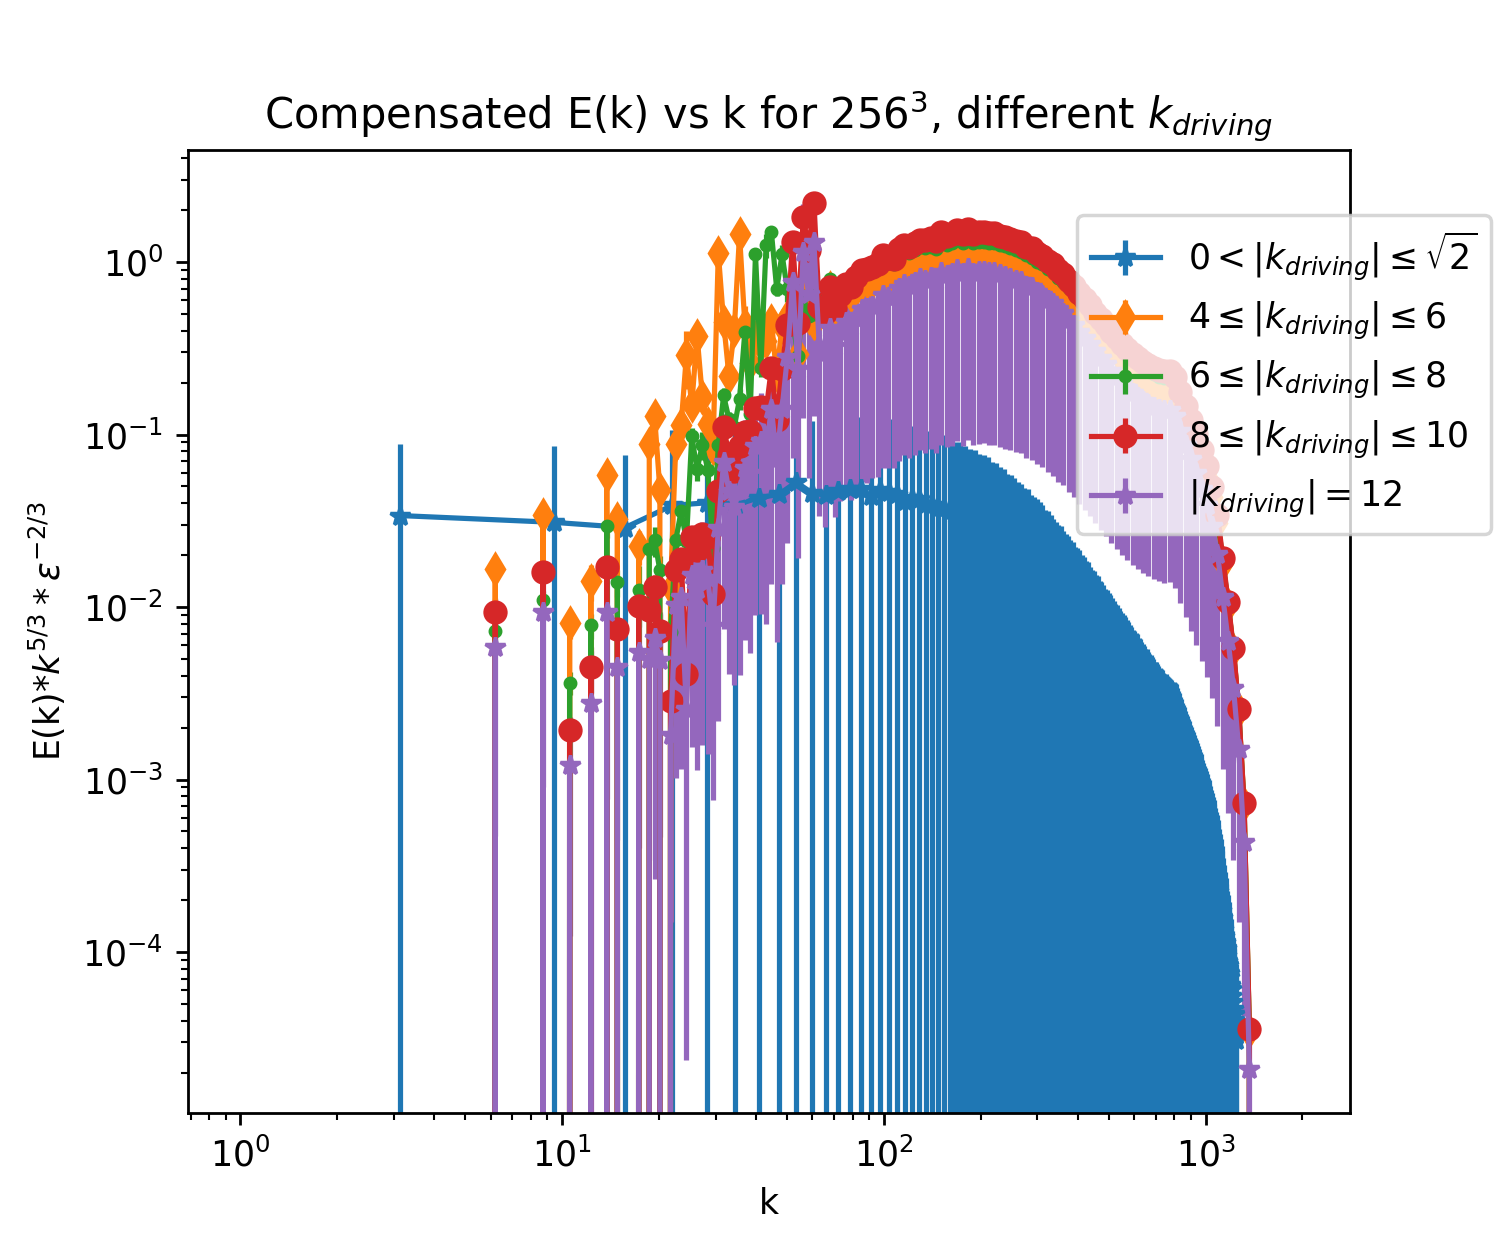 Compensated E(k) vs k for 256³, different k_driving
E(k)*k^{5/3} * ε^{-2/3}
10⁰
10⁻¹
10⁻²
10⁻³
10⁻⁴
0 < |k_driving| ≤ √2
4 ≤ |k_driving| ≤ 6
6 ≤ |k_driving| ≤ 8
8 ≤ |k_driving| ≤ 10
|k_driving| = 12
10⁰ 10¹ 10² 10³
k